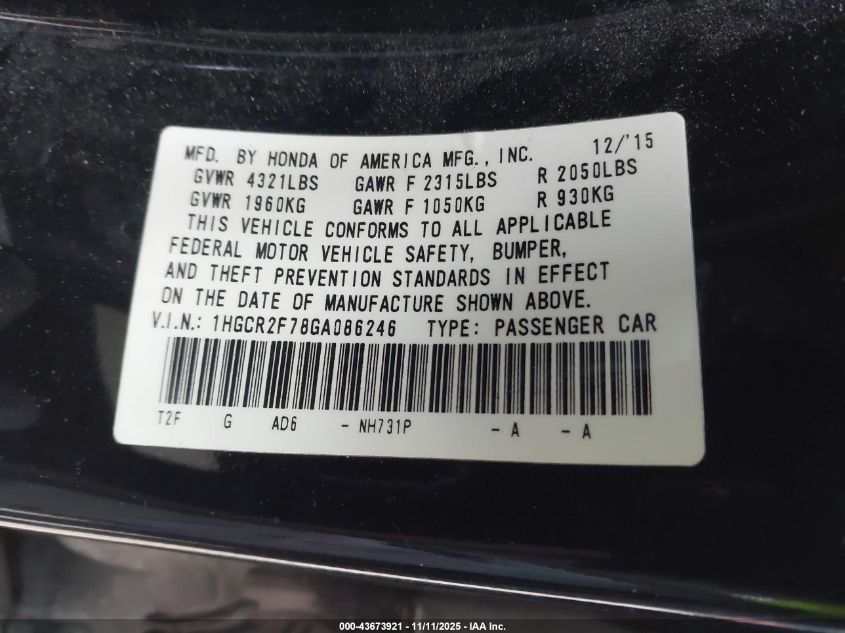 MFD. BY HONDA OF AMERICA MFG., INC. 12/'15
GVWR 4321LBS GAWR F 2315LBS R 2050LBS
GVWR 1960KG GAWR F 1050KG R 930KG
THIS VEHICLE CONFORMS TO ALL APPLICABLE
FEDERAL MOTOR VEHICLE SAFETY, BUMPER,
AND THEFT PREVENTION STANDARDS IN EFFECT
ON THE DATE OF MANUFACTURE SHOWN ABOVE.
V.I.N.: 1HGCR2F78GA086246 TYPE: PASSENGER CAR
T2F G AD6 - NH731P - A - A
000-43673921 - 11/11/2025 - IAA Inc.